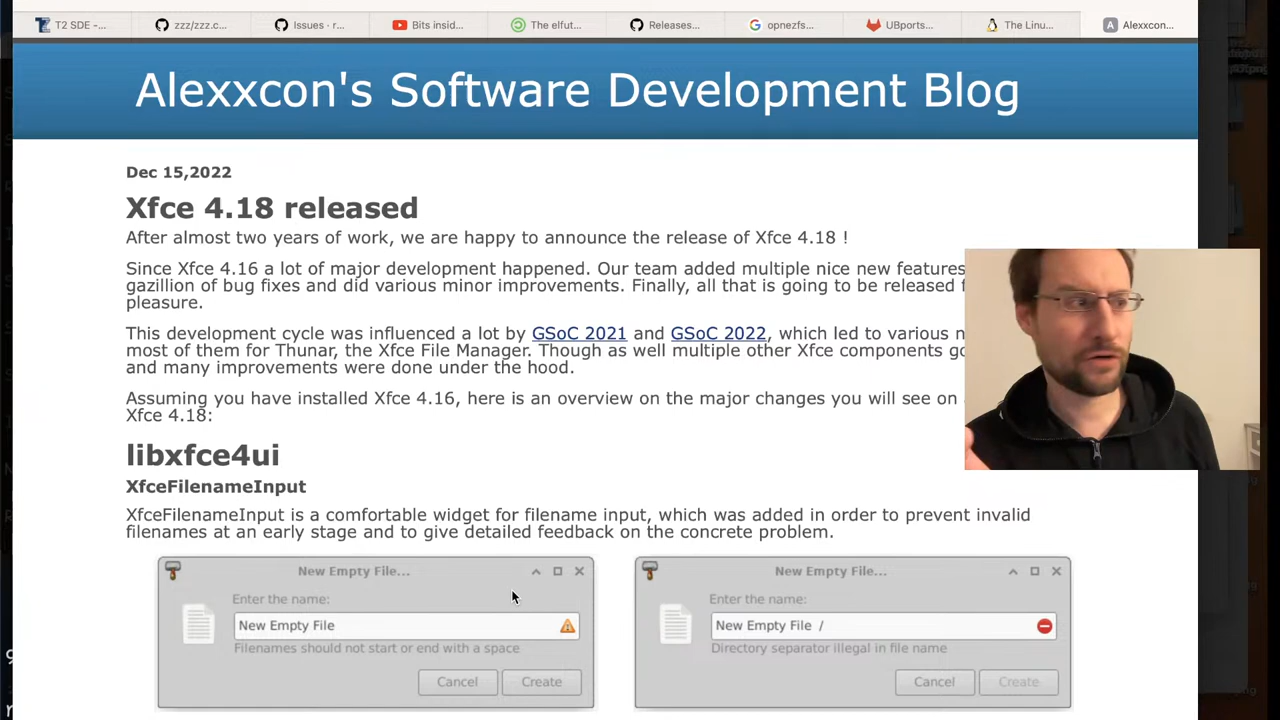 T2 SDE -...
zzz/zzz.c...
Issues · r...
Bits insid...
The elfut...
Releases...
opnezfs...
UBports...
The Linu...
Alexxcon...
Alexxcon's Software Development Blog
Dec 15,2022
Xfce 4.18 released
After almost two years of work, we are happy to announce the release of Xfce 4.18 !
Since Xfce 4.16 a lot of major development happened. Our team added multiple nice new features
gazillion of bug fixes and did various minor improvements. Finally, all that is going to be released
pleasure.
This development cycle was influenced a lot by GSoC 2021 and GSoC 2022, which led to various
most of them for Thunar, the Xfce File Manager. Though as well multiple other Xfce components
and many improvements were done under the hood.
Assuming you have installed Xfce 4.16, here is an overview on the major changes you will see on
Xfce 4.18:
libxfce4ui
XfceFilenameInput
XfceFilenameInput is a comfortable widget for filename input, which was added in order to prevent invalid
filenames at an early stage and to give detailed feedback on the concrete problem.
New Empty File...
Enter the name:
New Empty File
Filenames should not start or end with a space
Cancel
Create
New Empty File...
Enter the name:
New Empty File /
Directory separator illegal in file name
Cancel
Create